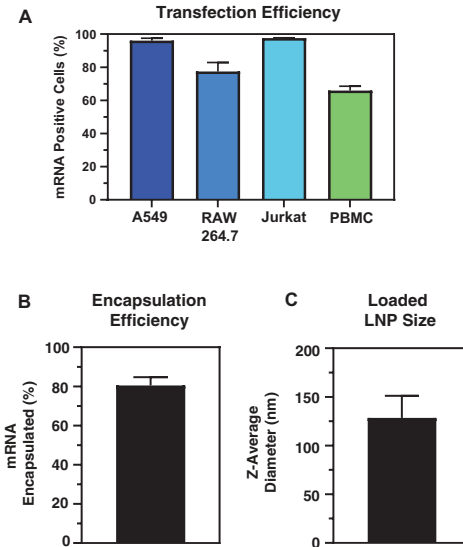 A
Transfection Efficiency
mRNA Positive Cells (%)
100
80
60
40
20
0
A549
RAW
264.7
Jurkat
PBMC
B
Encapsulation
Efficiency
mRNA
Encapsulated (%)
100
80
60
40
20
0
C
Loaded
LNP Size
Z-Average
Diameter (nm)
200
150
100
50
0